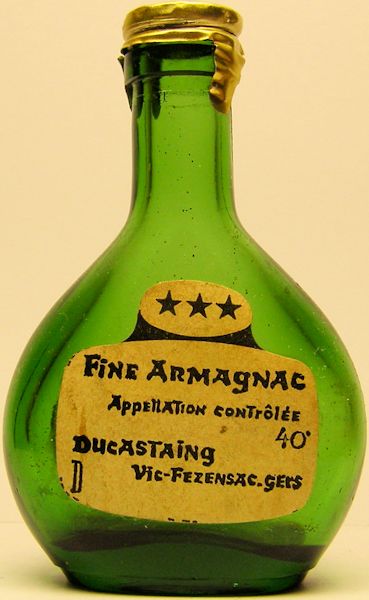 ★★★
FINE ARMAGNAC
APPELLATION CONTRÔLÉE
40°
DUCASTAING
D VIC-FEZENSAC.GERS